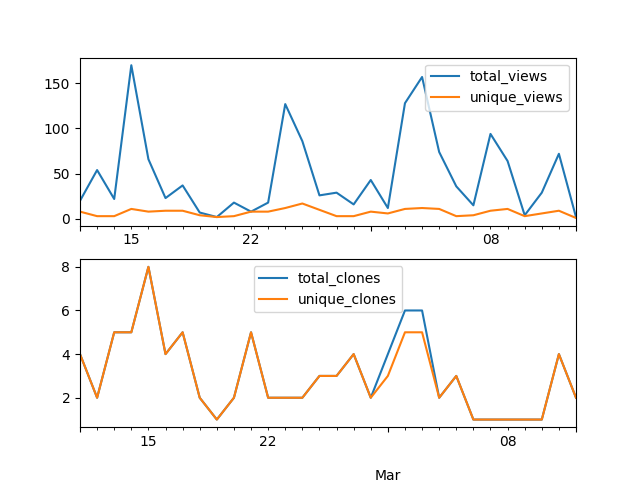 150
100
50
0
total_views
unique_views
15 22 08
8
6
4
2
total_clones
unique_clones
15 22 08
Mar